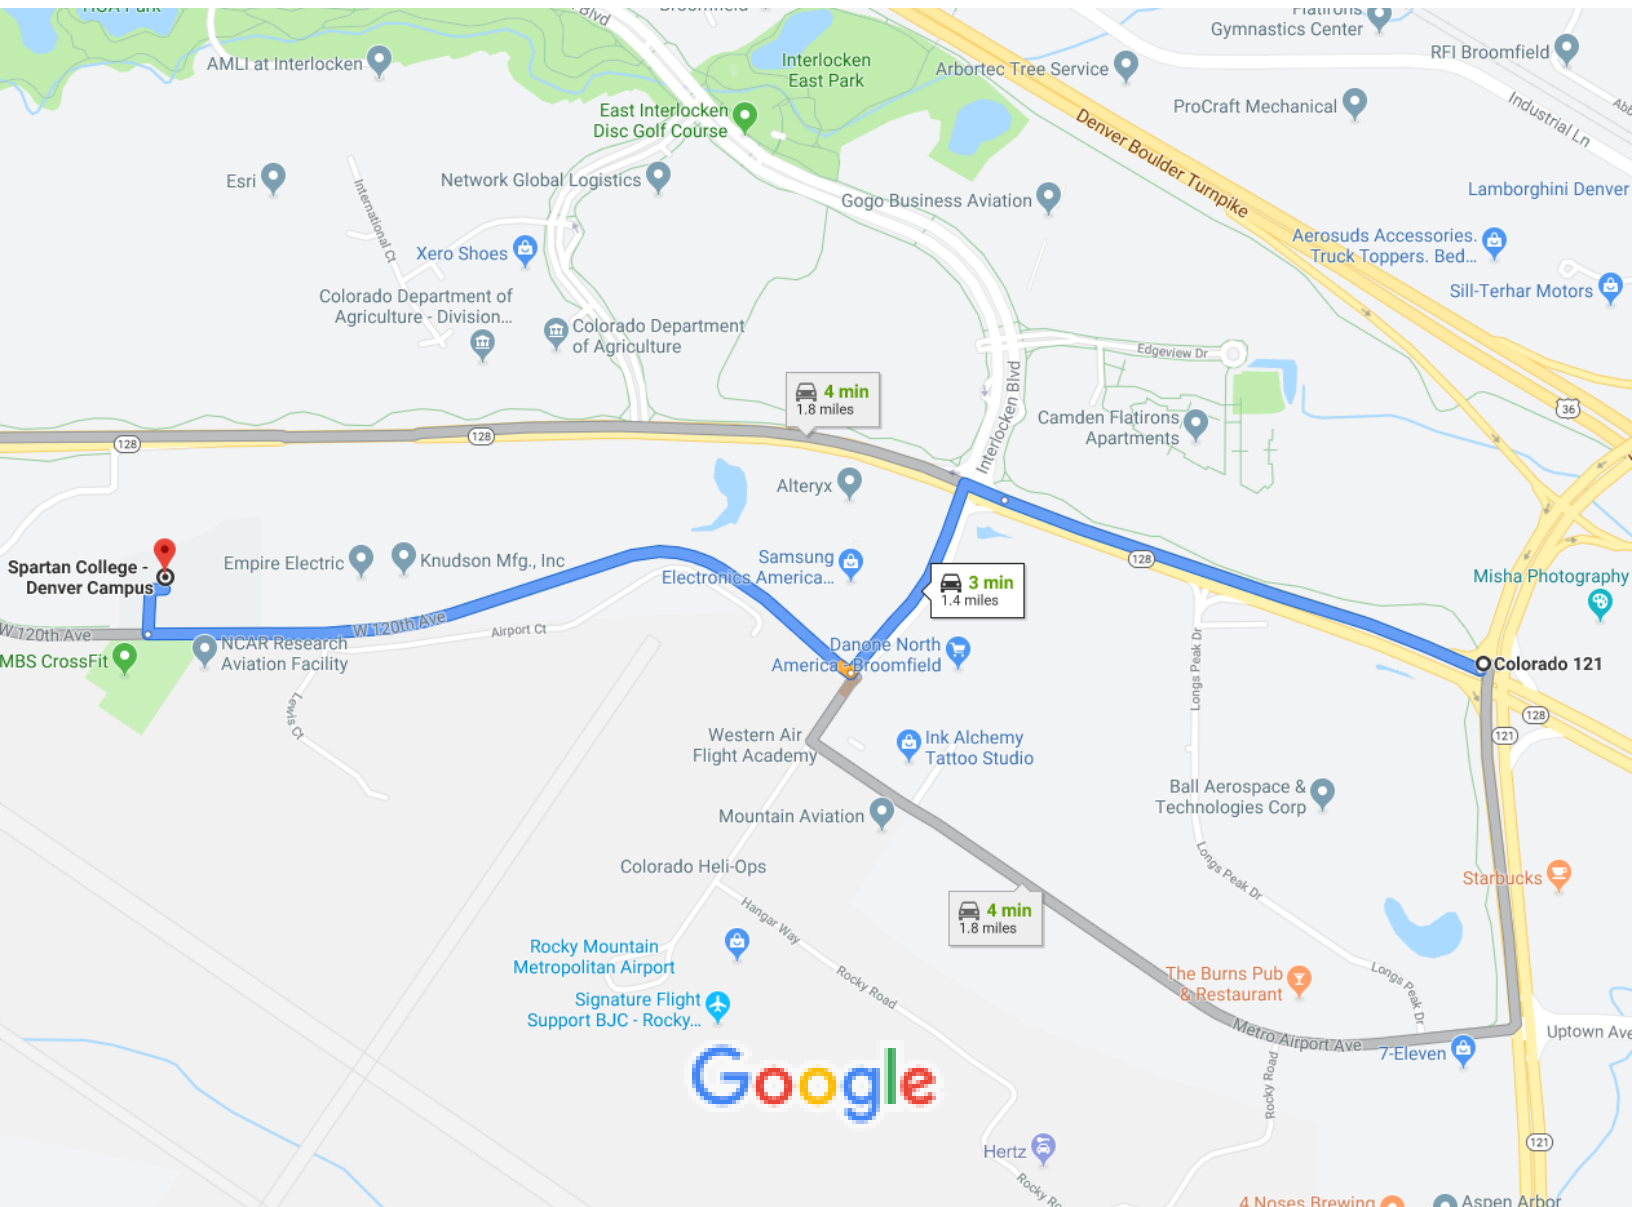 AMLI at Interlocken
Blvd
Broomfield
Interlocken
East Park
Flatirons
Gymnastics Center
RFI Broomfield
Arbortec Tree Service
ProCraft Mechanical
Industrial Ln
East Interlocken
Disc Golf Course
Denver Boulder Turnpike
Esri
International Ct
Network Global Logistics
Gogo Business Aviation
Lamborghini Denver
Xero Shoes
Aerosuds Accessories.
Truck Toppers. Bed...
Sill-Terhar Motors
Colorado Department of
Agriculture - Division...
Colorado Department
of Agriculture
Edgeview Dr
4 min
1.8 miles
Interlocken Blvd
Camden Flatirons
Apartments
36
128
128
Alteryx
Spartan College -
Denver Campus
Empire Electric
Knudson Mfg., Inc
Samsung
Electronics America...
3 min
1.4 miles
128
Misha Photography
W 120th Ave
W 120th Ave
Airport Ct
MBS CrossFit
NCAR Research
Aviation Facility
Lewis Ct
Danone North
America - Broomfield
Longs Peak Dr
Colorado 121
128
121
Western Air
Flight Academy
Ink Alchemy
Tattoo Studio
Ball Aerospace &
Technologies Corp
Mountain Aviation
Colorado Heli-Ops
Longs Peak Dr
Starbucks
4 min
1.8 miles
Hangar Way
Rocky Mountain
Metropolitan Airport
Rocky Road
The Burns Pub
& Restaurant
Longs Peak Dr
Signature Flight
Support BJC - Rocky...
Metro Airport Ave
7-Eleven
Uptown Ave
Google
Rocky Road
121
Hertz
Rocky
4 Noses Brewing
Aspen Arbor